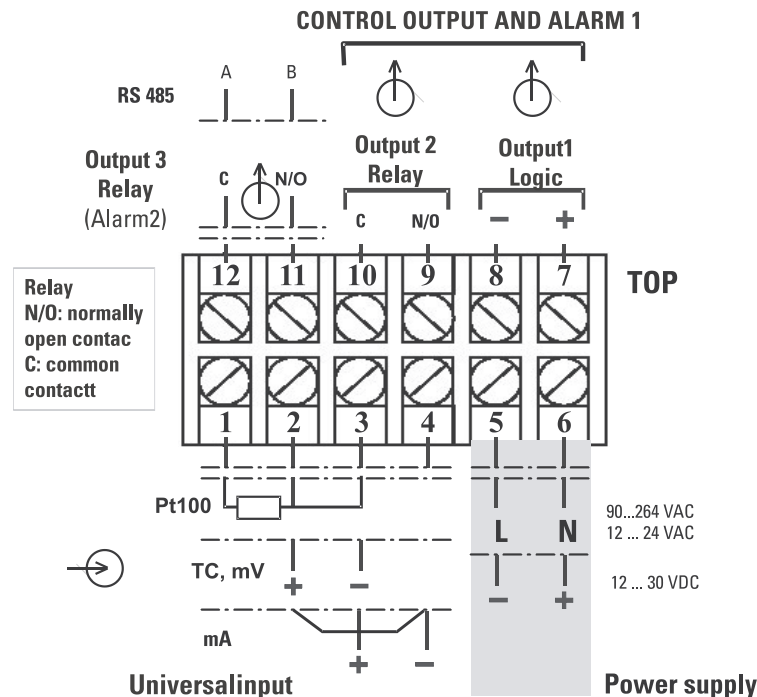 CONTROL OUTPUT AND ALARM 1
RS 485
A
B
Output 3
Relay
(Alarm2)
C
N/O
Output 2
Relay
C
N/O
Output1
Logic
−
+
12
11
10
9
8
7
TOP
Relay
N/O: normally
open contac
C: common
contactt
1
2
3
4
5
6
Pt100
L
N
90...264 VAC
12 ... 24 VAC
TC, mV
+
−
−
+
12 ... 30 VDC
mA
+
−
Universalinput
Power supply